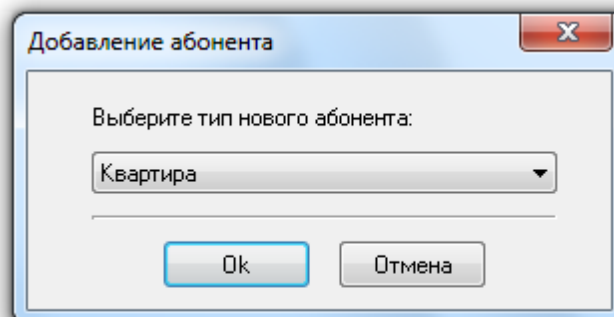 Добавление абонента
Выберите тип нового абонента:
Квартира
Ok Отмена